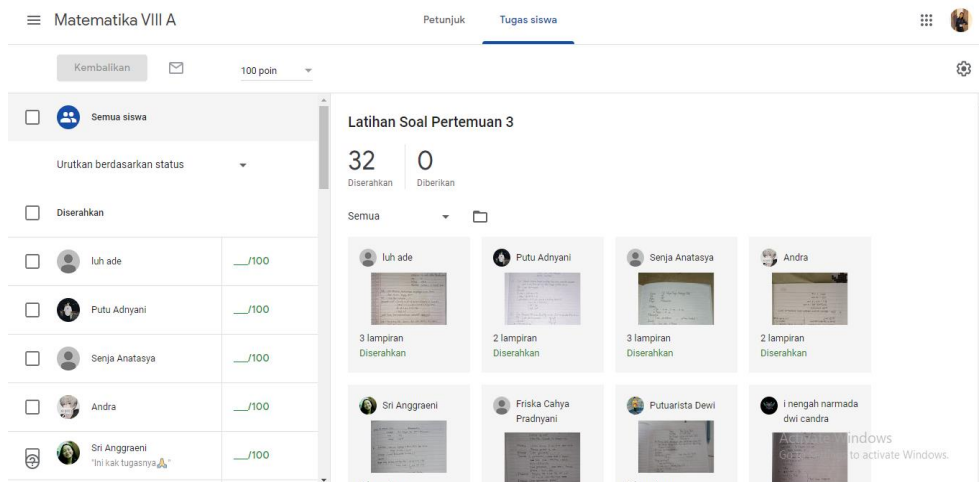 Matematika VIII A
Petunjuk
Tugas siswa
Kembalikan
100 poin
Semua siswa
Urutkan berdasarkan status
Diserahkan
luh ade
__/100
Putu Adnyani
__/100
Senja Anatasya
__/100
Andra
__/100
Sri Anggraeni
"Ini kak tugasnya🙏"
__/100
Latihan Soal Pertemuan 3
32
0
Diserahkan
Diberikan
Semua
luh ade
3 lampiran
Diserahkan
Putu Adnyani
2 lampiran
Diserahkan
Senja Anatasya
3 lampiran
Diserahkan
Andra
2 lampiran
Diserahkan
Sri Anggraeni
Friska Cahya
Pradnyani
Putuarista Dewi
i nengah narmada
dwi candra
Activate Windows
to activate Windows.